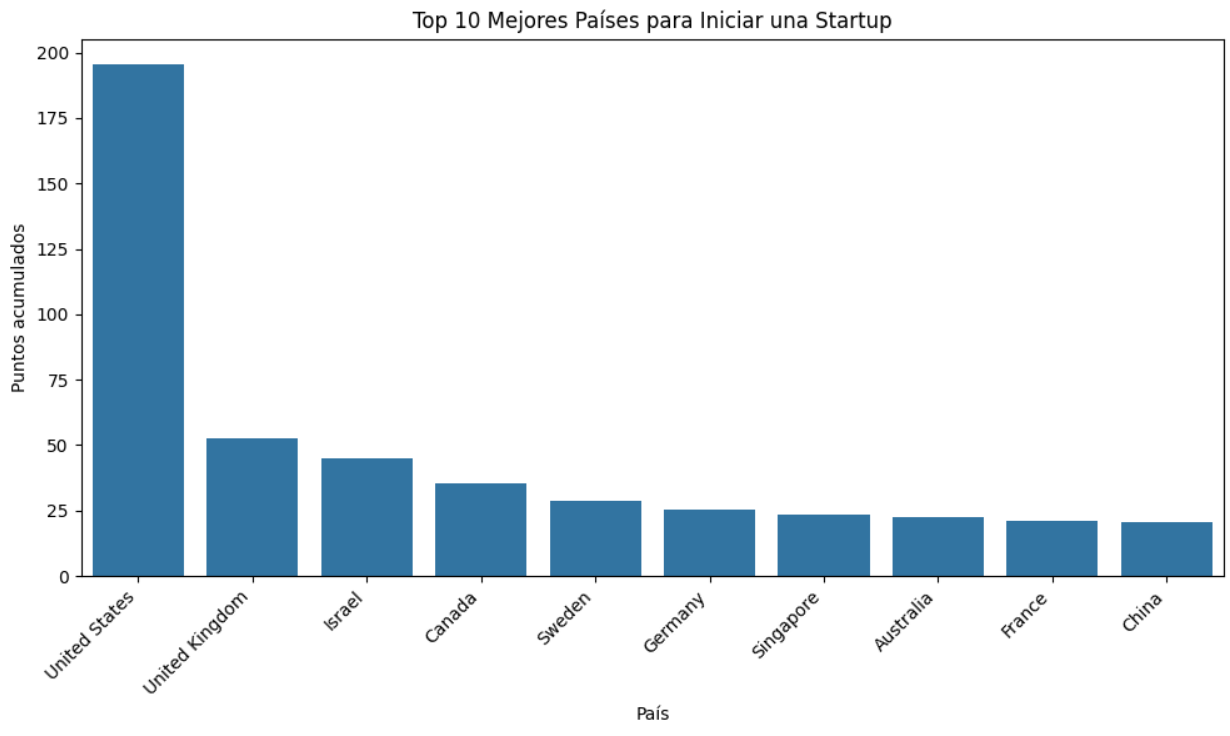 Top 10 Mejores Países para Iniciar una Startup
Puntos acumulados
200
175
150
125
100
75
50
25
0
United States
United Kingdom
Israel
Canada
Sweden
Germany
Singapore
Australia
France
China
País